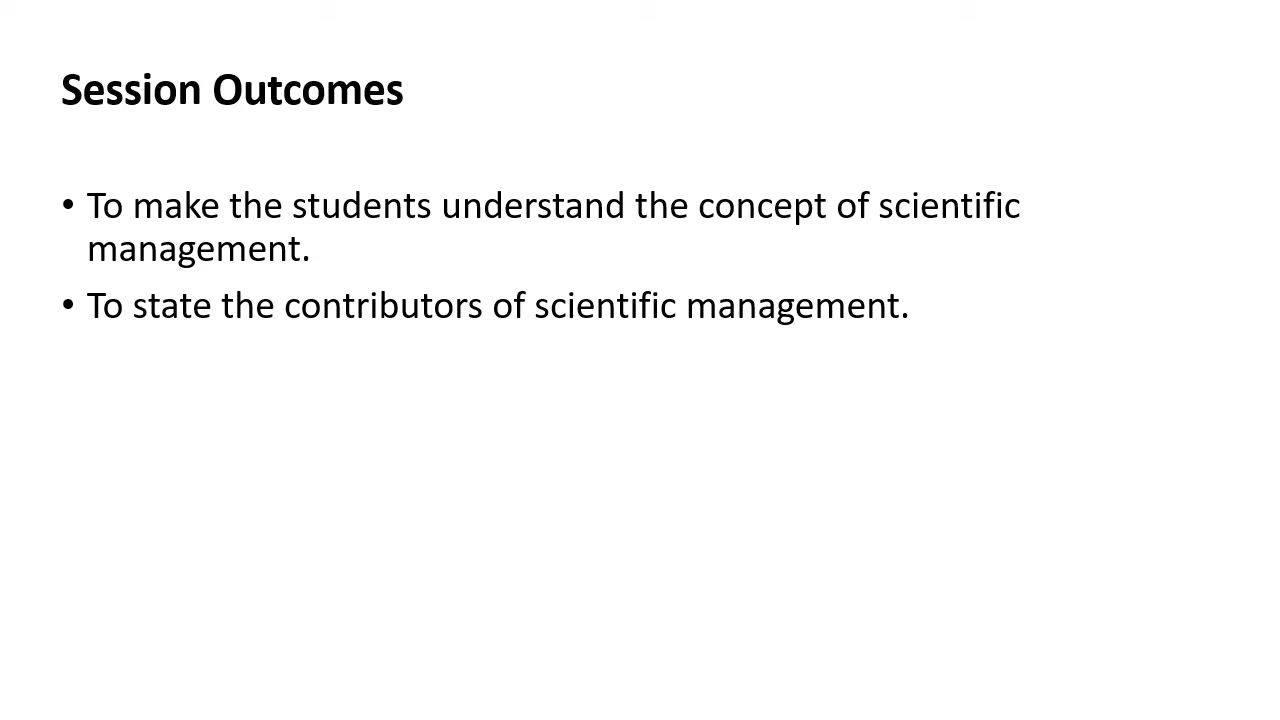 Session Outcomes
• To make the students understand the concept of scientific
management.
• To state the contributors of scientific management.